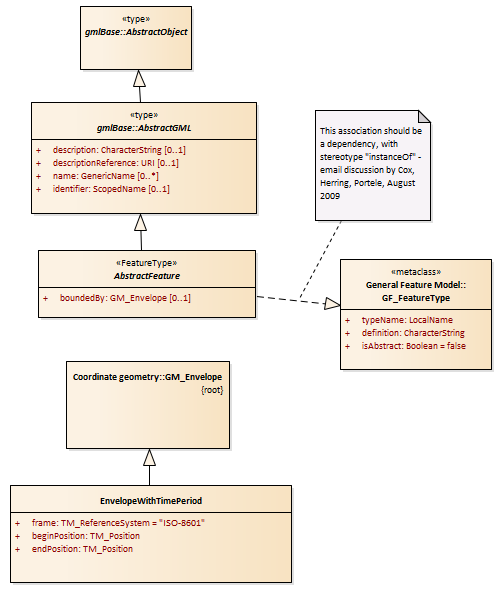 «type»
gmlBase::AbstractObject
«type»
gmlBase::AbstractGML
+ description: CharacterString [0..1]
+ descriptionReference: URI [0..1]
+ name: GenericName [0..*]
+ identifier: ScopedName [0..1]
This association should be
a dependency, with
stereotype "instanceOf" -
email discussion by Cox,
Herring, Portele, August
2009
«FeatureType»
AbstractFeature
+ boundedBy: GM_Envelope [0..1]
«metaclass»
General Feature Model::
GF_FeatureType
+ typeName: LocalName
+ definition: CharacterString
+ isAbstract: Boolean = false
Coordinate geometry::GM_Envelope
{root}
EnvelopeWithTimePeriod
+ frame: TM_ReferenceSystem = "ISO-8601"
+ beginPosition: TM_Position
+ endPosition: TM_Position